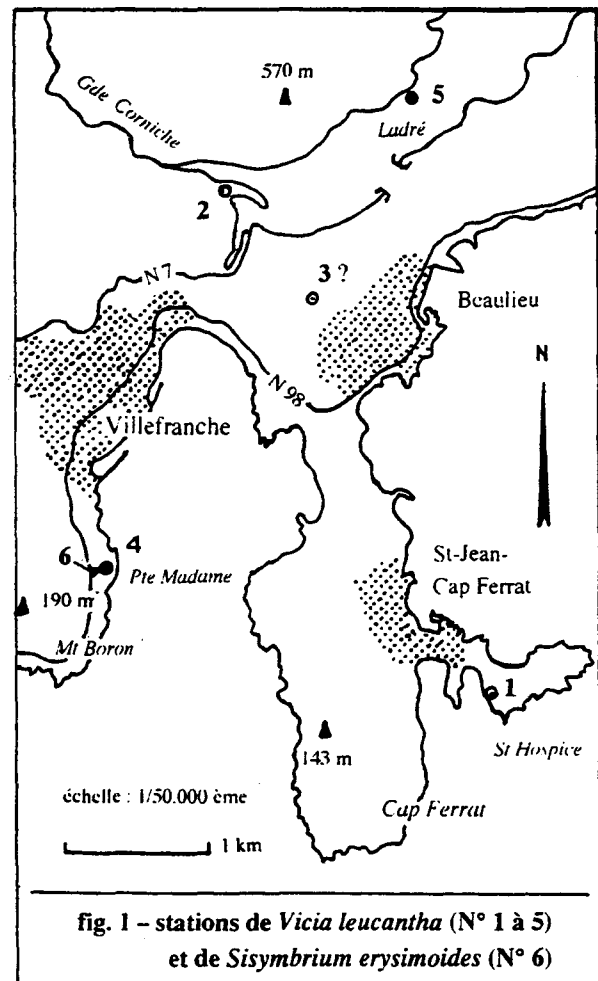 570 m
Gde Corniche
5
Ladré
2
3 ?
N 7
Beaulieu
N
N 98
Villefranche
4
6
Pte Madame
St-Jean-
Cap Ferrat
190 m
Mt Boron
1
143 m
St Hospice
échelle : 1/50.000 ème
Cap Ferrat
1 km
fig. 1 – stations de Vicia leucantha (N° 1 à 5)
et de Sisymbrium erysimoides (N° 6)